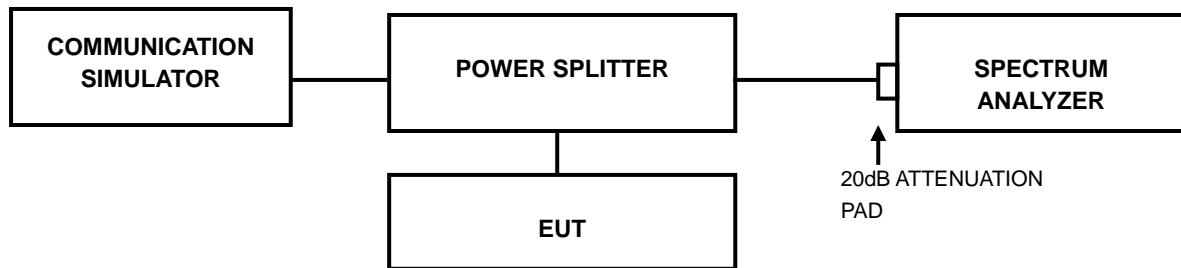 COMMUNICATION
SIMULATOR
POWER SPLITTER
SPECTRUM
ANALYZER
20dB ATTENUATION
PAD
EUT